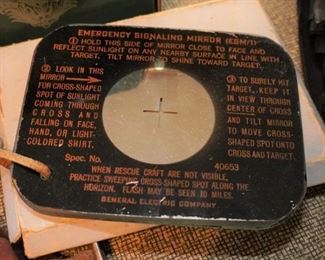 EMERGENCY SIGNALING MIRROR (ESM/1)
① HOLD THIS SIDE OF MIRROR CLOSE TO FACE AND
REFLECT SUNLIGHT ON ANY NEARBY SURFACE IN LINE WITH
TARGET. TILT MIRROR TO SHINE TOWARD TARGET.
② LOOK IN THIS
MIRROR
FOR CROSS-SHAPED
SPOT OF SUNLIGHT
COMING THROUGH
CROSS AND
FALLING ON FACE,
HAND, OR LIGHT-
COLORED SHIRT.
③ TO SURELY HIT
TARGET, KEEP IT
IN VIEW THROUGH
CENTER OF CROSS
AND TILT MIRROR
TO MOVE CROSS-
SHAPED SPOT ONTO
CROSS AND TARGET.
Spec. No. 40653
WHEN RESCUE CRAFT ARE NOT VISIBLE,
PRACTICE SWEEPING CROSS-SHAPED SPOT ALONG THE
HORIZON. FLASH MAY BE SEEN 10 MILES.
GENERAL ELECTRIC COMPANY